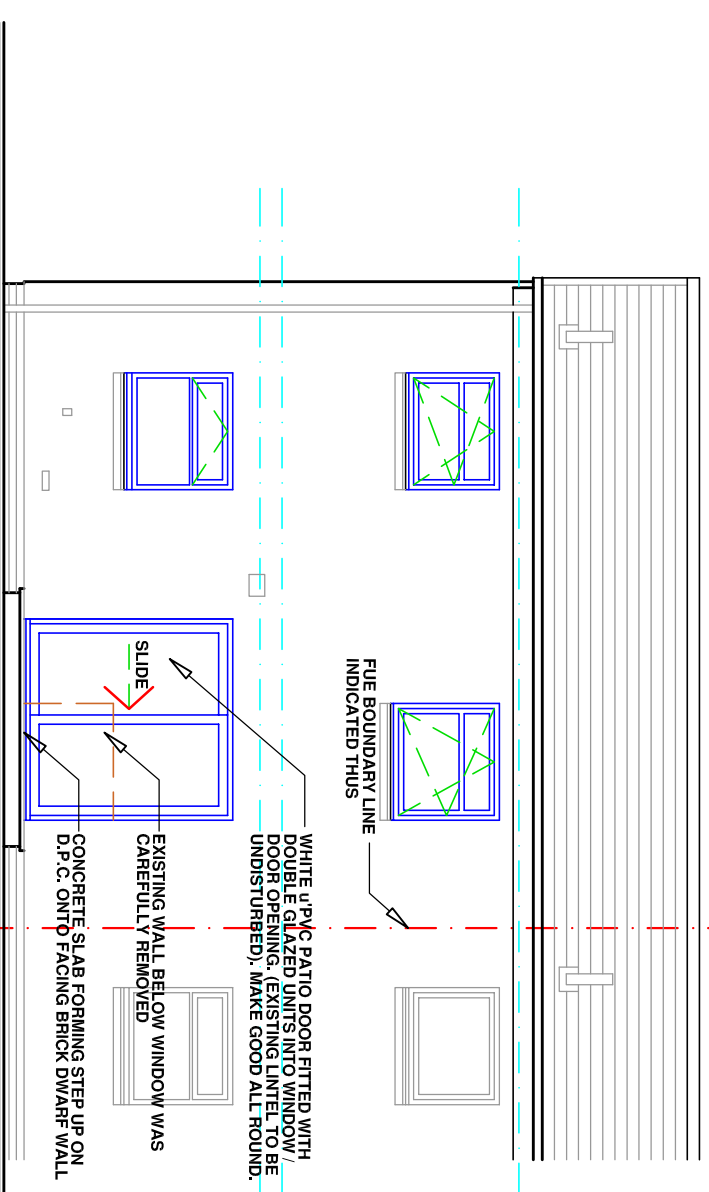 FUE BOUNDARY LINE
INDICATED THUS
WHITE u'PVC PATIO DOOR FITTED WITH
DOUBLE GLAZED UNITS INTO WINDOW /
DOOR OPENING. (EXISTING LINTEL TO BE
UNDISTURBED). MAKE GOOD ALL ROUND.
SLIDE
EXISTING WALL BELOW WINDOW WAS
CAREFULLY REMOVED
CONCRETE SLAB FORMING STEP UP ON
D.P.C. ONTO FACING BRICK DWARF WALL